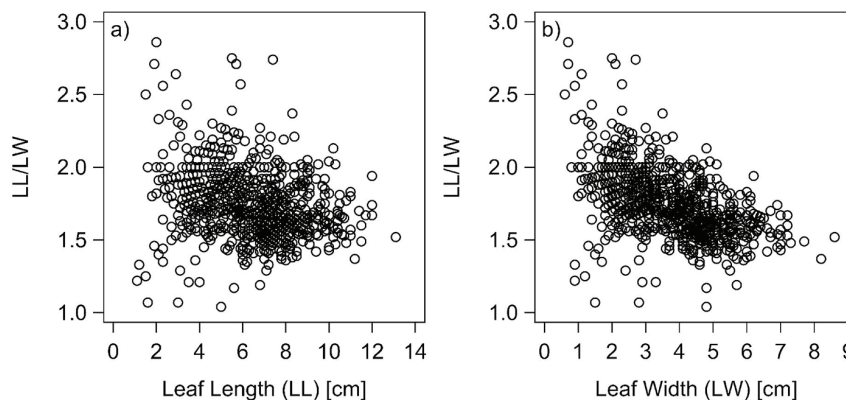 a)
LL/LW
3.0
2.5
2.0
1.5
1.0
0 2 4 6 8 10 12 14
Leaf Length (LL) [cm]
b)
LL/LW
3.0
2.5
2.0
1.5
1.0
0 1 2 3 4 5 6 7 8 9
Leaf Width (LW) [cm]